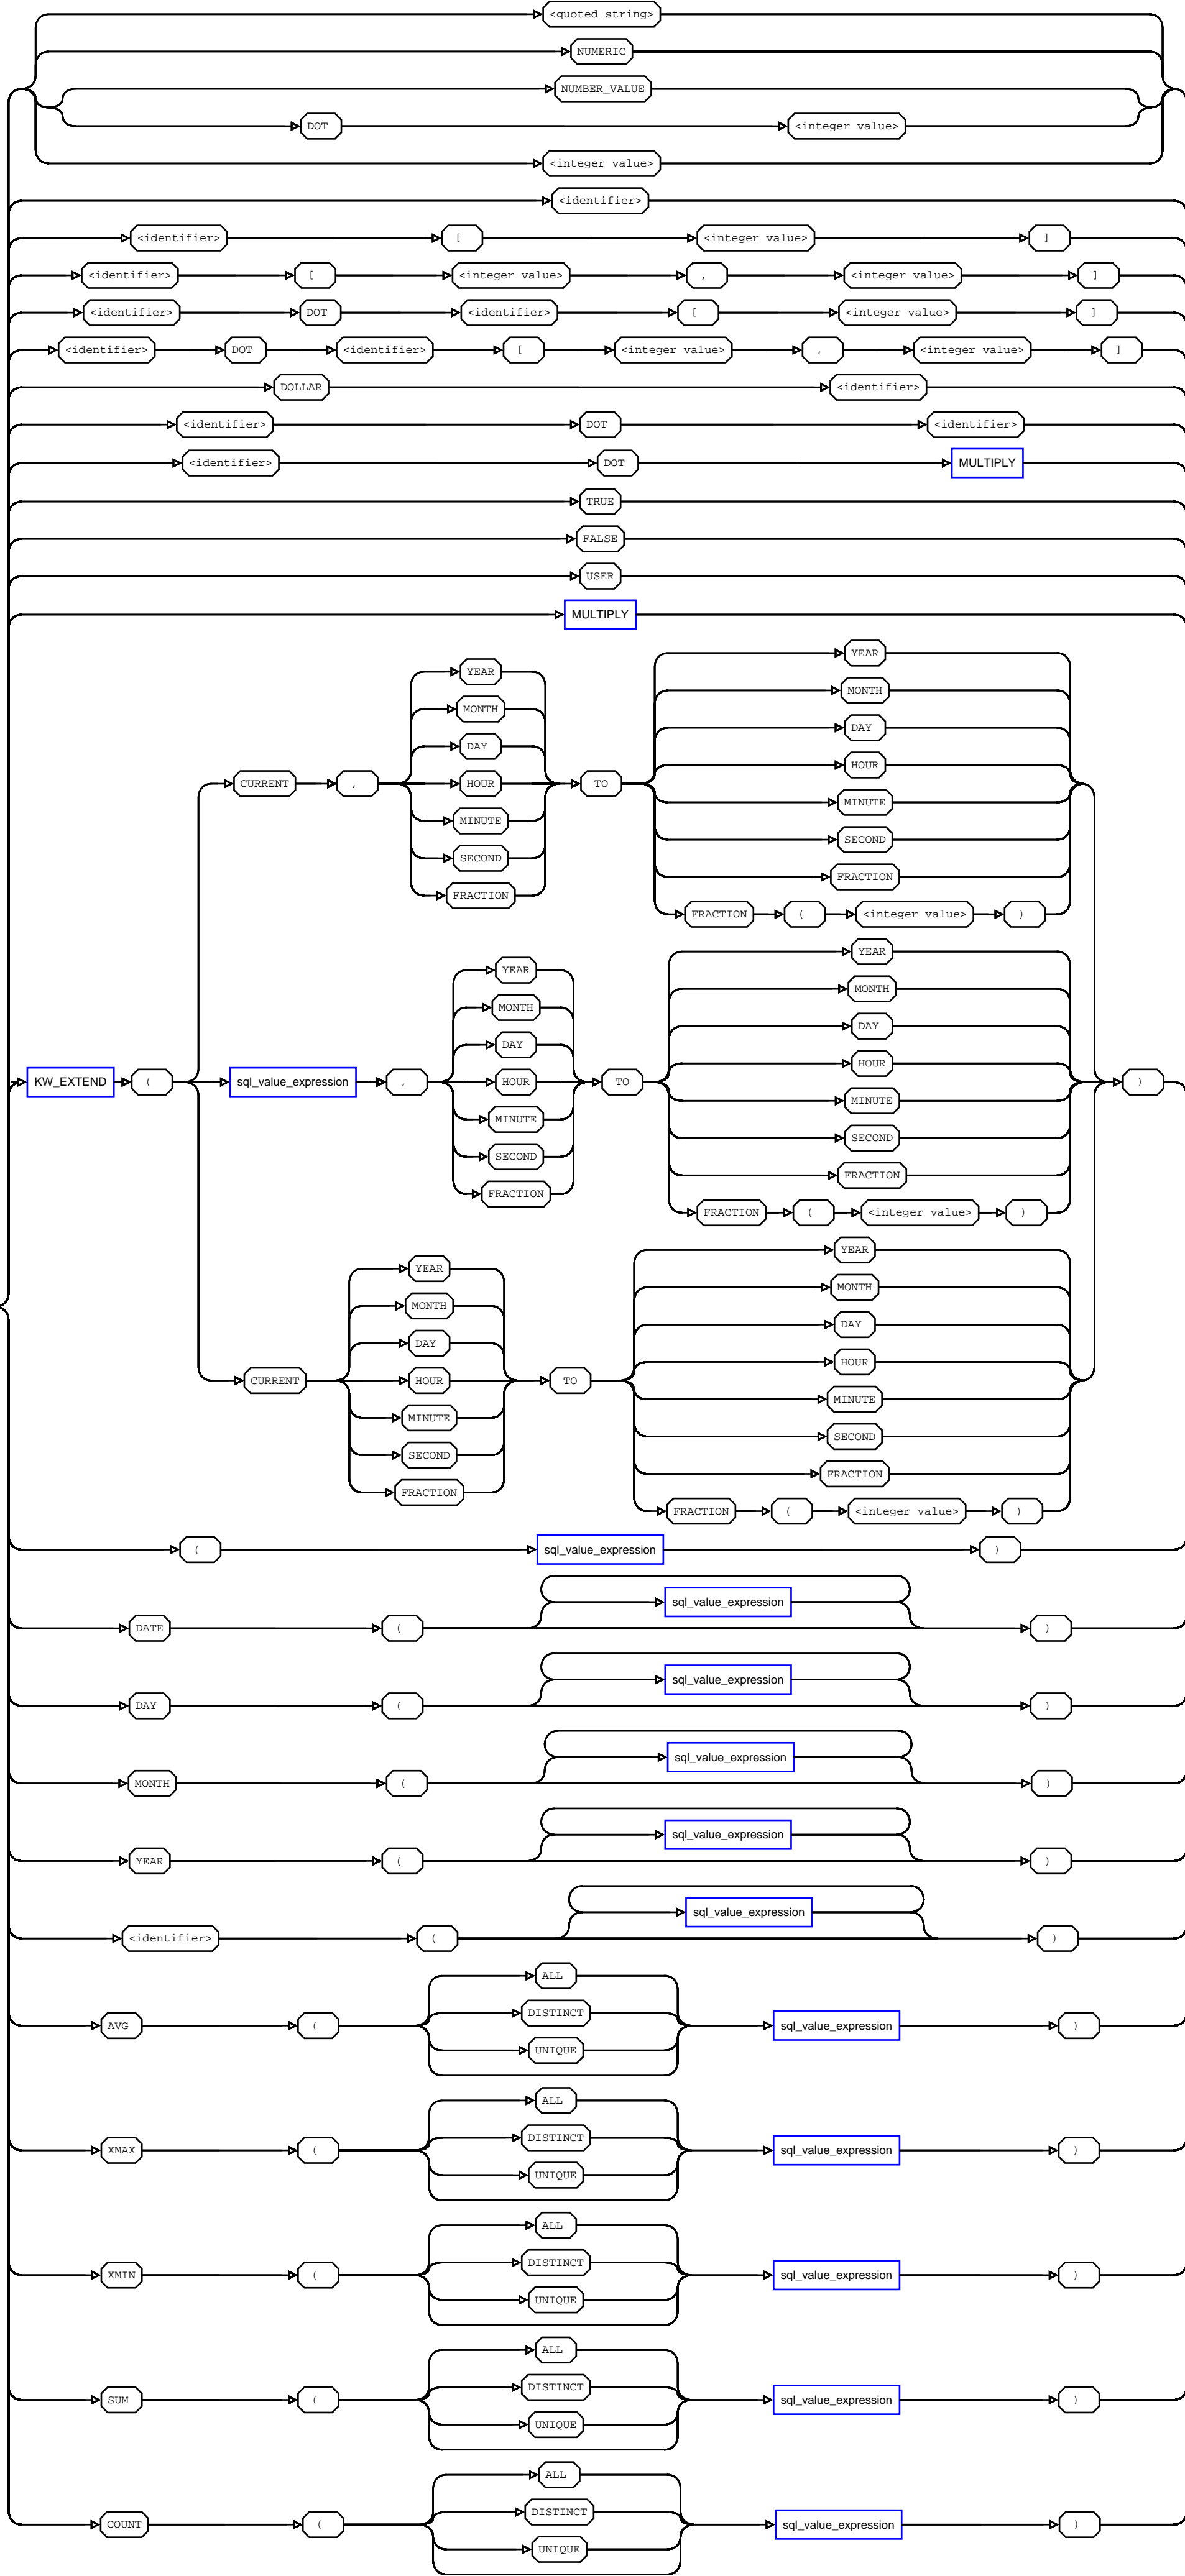 <quoted string>
NUMERIC
NUMBER_VALUE
DOT <integer value>
<integer value>
<identifier>
<identifier> [ <integer value> ]
<identifier> [ <integer value> , <integer value> ]
<identifier> DOT <identifier> [ <integer value> ]
<identifier> DOT <identifier> [ <integer value> , <integer value> ]
DOLLAR <identifier>
<identifier> DOT <identifier>
<identifier> DOT MULTIPLY
TRUE
FALSE
USER
MULTIPLY
YEAR
YEAR
MONTH
MONTH
DAY
DAY
HOUR
CURRENT , HOUR TO
MINUTE
MINUTE
SECOND
SECOND
FRACTION
FRACTION
FRACTION ( <integer value> )
YEAR
YEAR
MONTH
MONTH
DAY
DAY
HOUR
KW_EXTEND ( sql_value_expression , HOUR TO )
MINUTE
MINUTE
SECOND
SECOND
FRACTION
FRACTION
FRACTION ( <integer value> )
YEAR
YEAR
MONTH
MONTH
DAY
DAY
HOUR
CURRENT HOUR TO
MINUTE
MINUTE
SECOND
SECOND
FRACTION
FRACTION
FRACTION ( <integer value> )
( sql_value_expression )
sql_value_expression
DATE ( )
sql_value_expression
DAY ( )
sql_value_expression
MONTH ( )
sql_value_expression
YEAR ( )
sql_value_expression
<identifier> ( )
ALL
DISTINCT
AVG ( sql_value_expression )
UNIQUE
ALL
DISTINCT
XMAX ( sql_value_expression )
UNIQUE
ALL
DISTINCT
XMIN ( sql_value_expression )
UNIQUE
ALL
DISTINCT
SUM ( sql_value_expression )
UNIQUE
ALL
DISTINCT
COUNT ( sql_value_expression )
UNIQUE